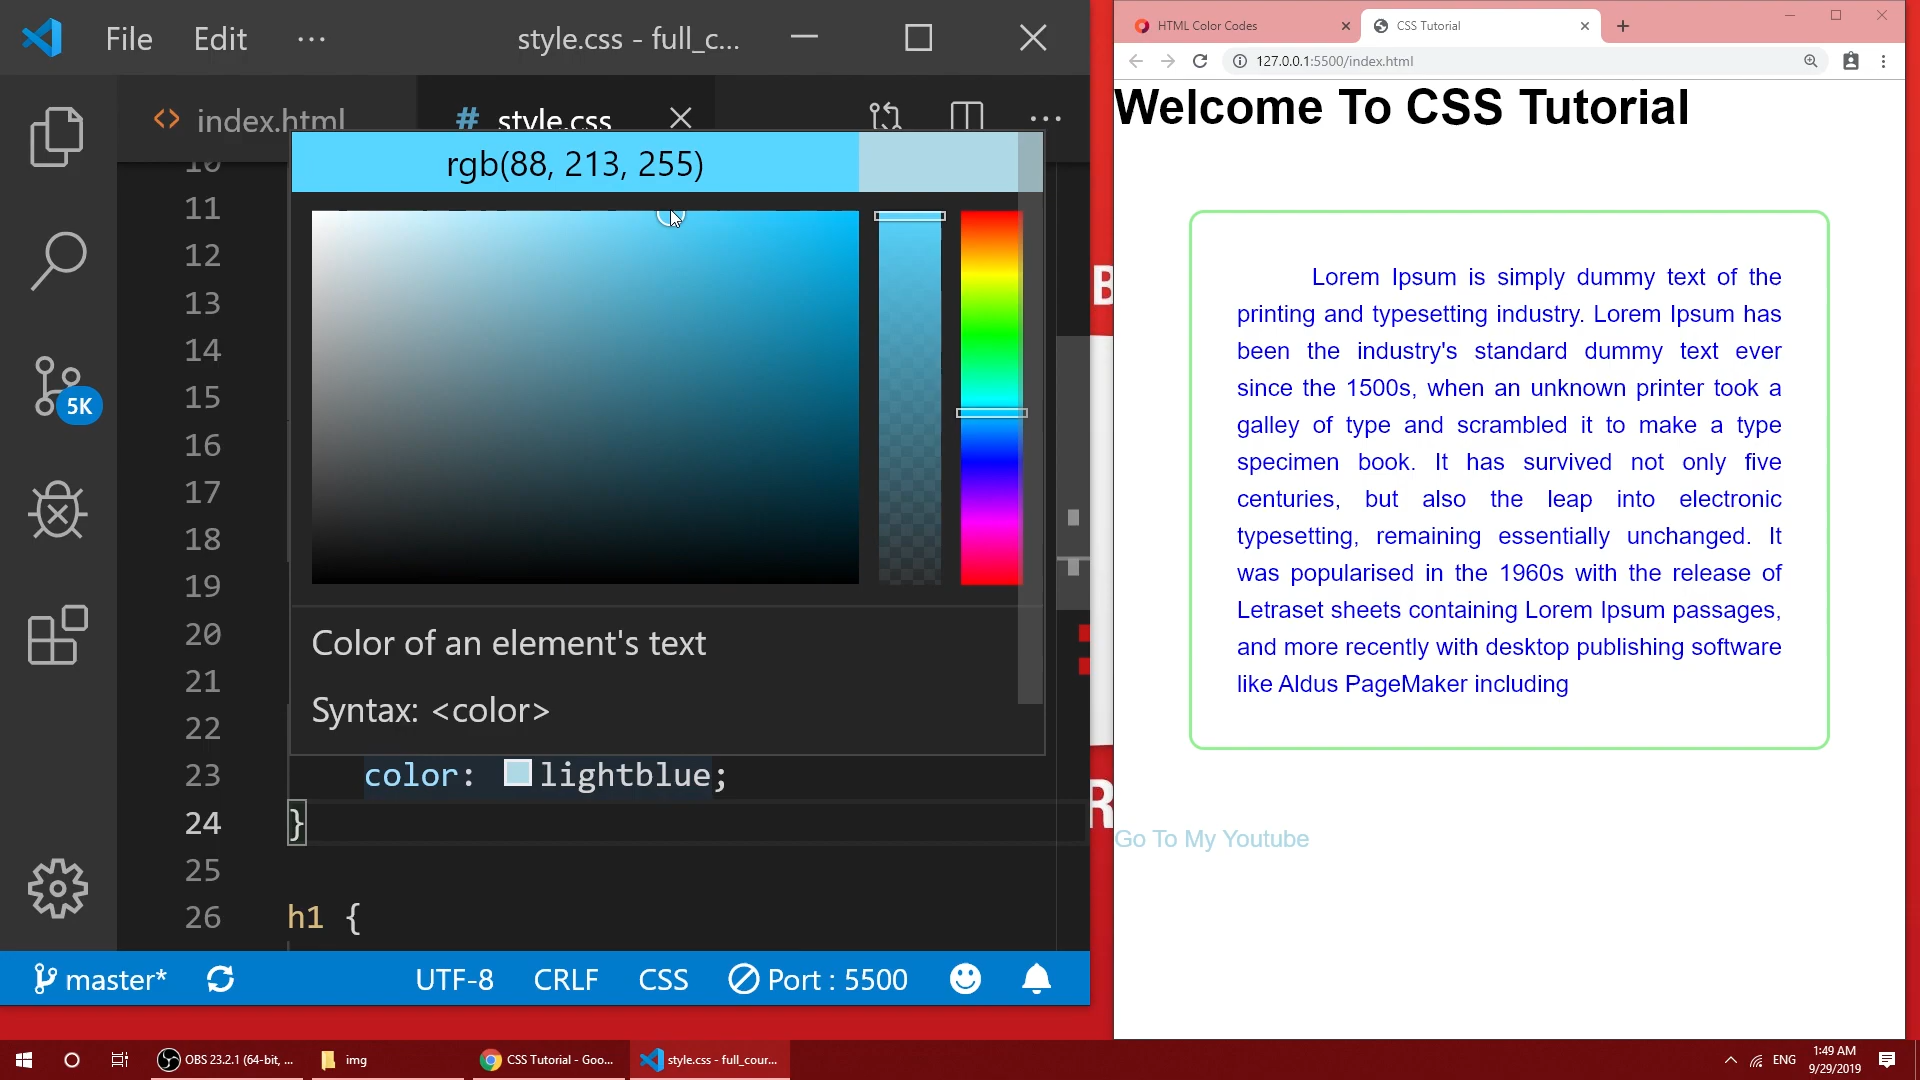 File Edit ... style.css - full_c...
index.html # style.css
rgb(88, 213, 255)
10
11
12
13
14
15
16
17
18
19
20
21
22
23
24
25
26
Color of an element's text
Syntax: <color>
color: lightblue;
}
h1 {
5K
master* UTF-8 CRLF CSS Port : 5500
HTML Color Codes CSS Tutorial
127.0.0.1:5500/index.html
Welcome To CSS Tutorial
Lorem Ipsum is simply dummy text of the
printing and typesetting industry. Lorem Ipsum has
been the industry's standard dummy text ever
since the 1500s, when an unknown printer took a
galley of type and scrambled it to make a type
specimen book. It has survived not only five
centuries, but also the leap into electronic
typesetting, remaining essentially unchanged. It
was popularised in the 1960s with the release of
Letraset sheets containing Lorem Ipsum passages,
and more recently with desktop publishing software
like Aldus PageMaker including
Go To My Youtube
B
R
OBS 23.2.1 (64-bit, ... img CSS Tutorial - Goo... style.css - full_cour... ENG 1:49 AM
9/29/2019